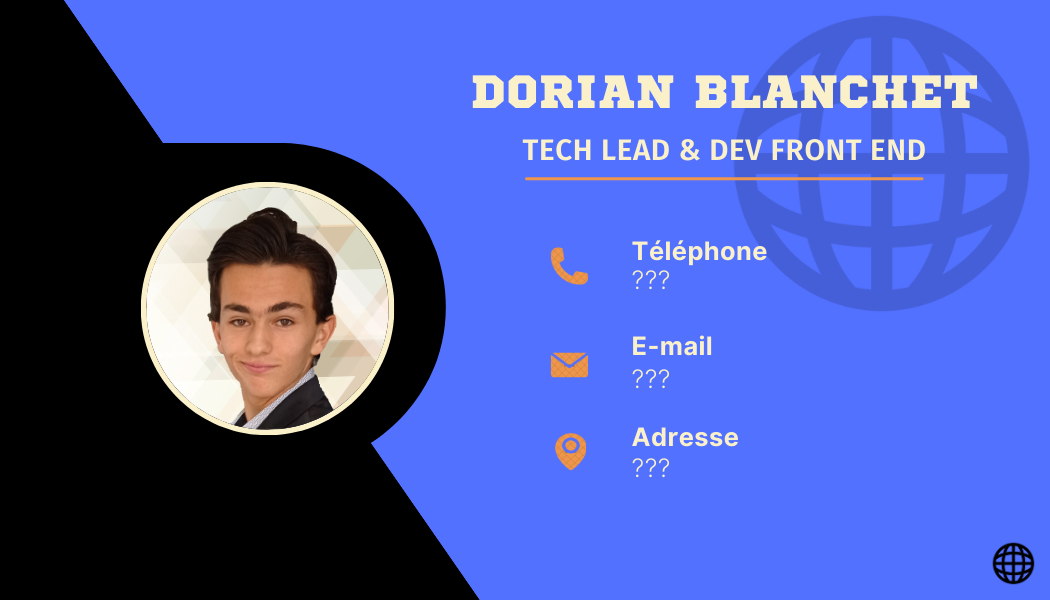 DORIAN BLANCHET
TECH LEAD & DEV FRONT END
Téléphone
???
E-mail
???
Adresse
???